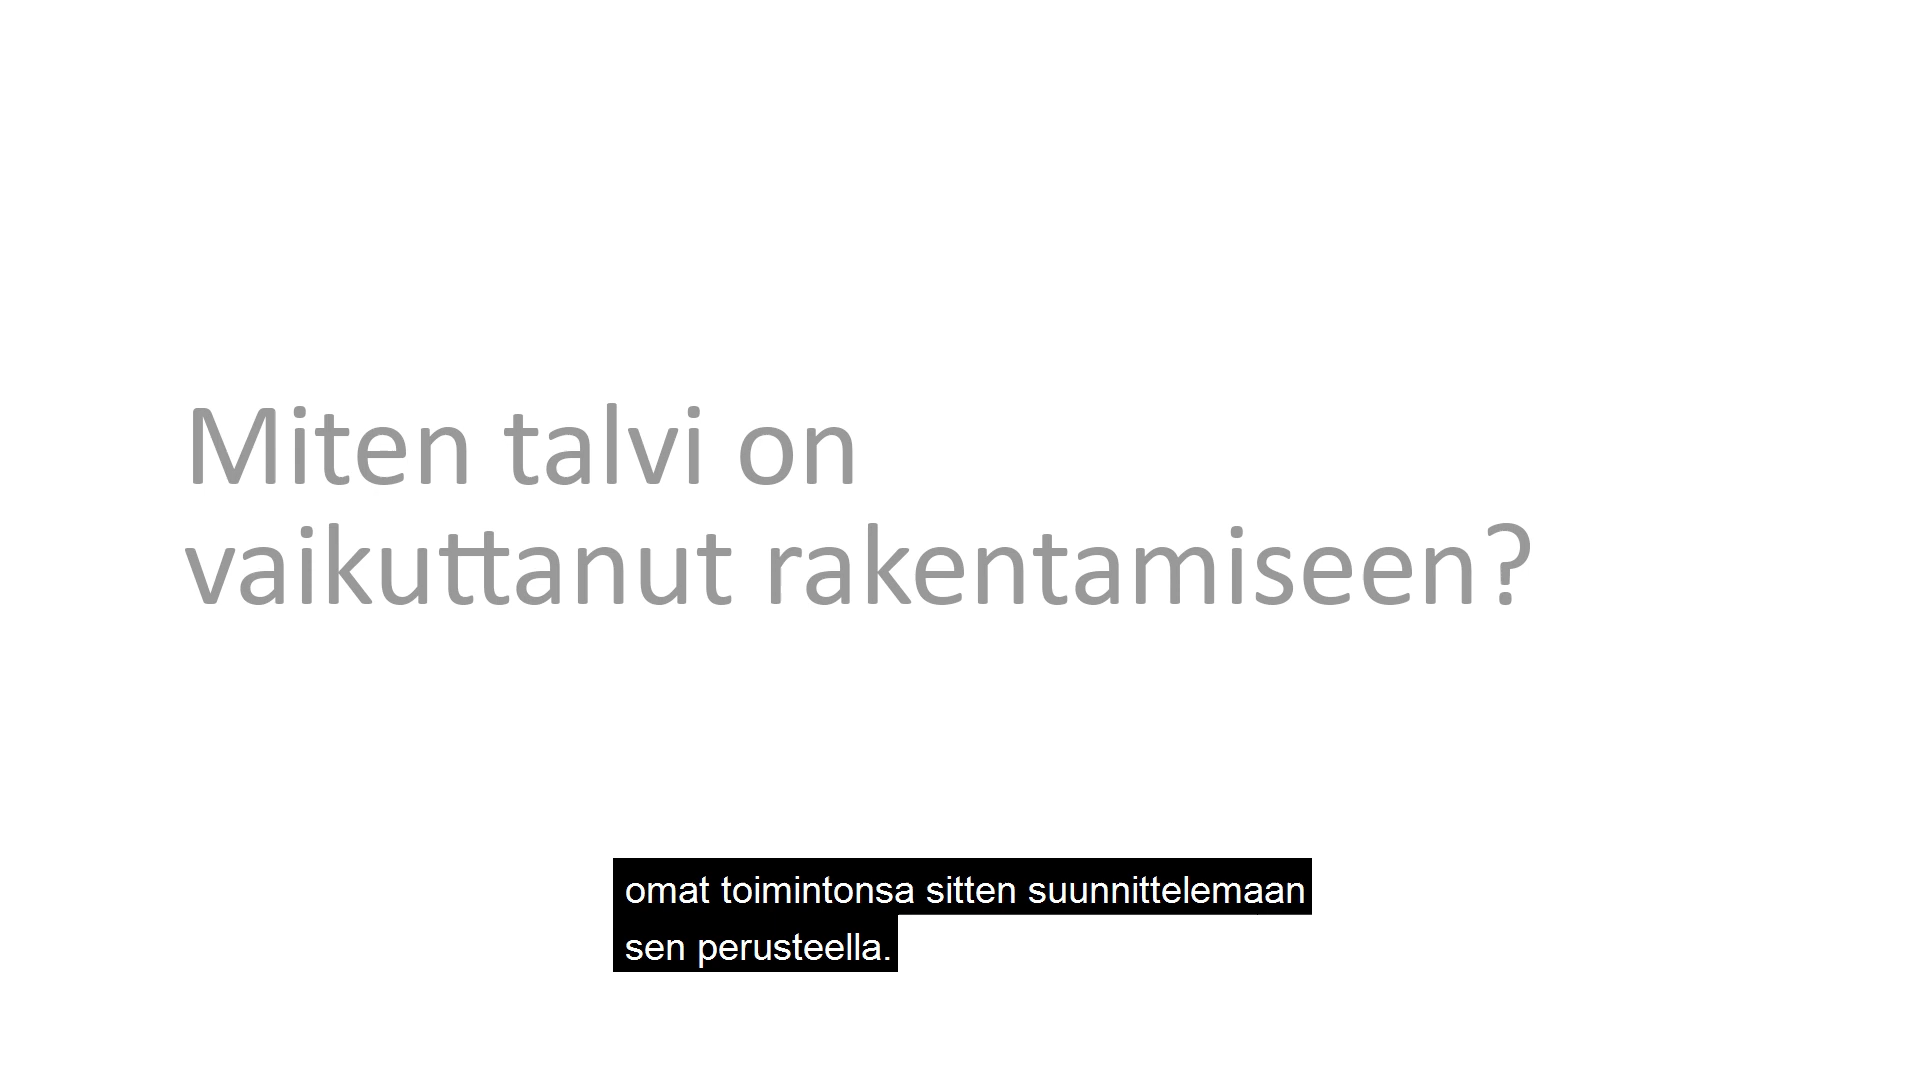 Miten talvi on
vaikuttanut rakentamiseen?
omat toimintonsa sitten suunnittelemaan
sen perusteella.